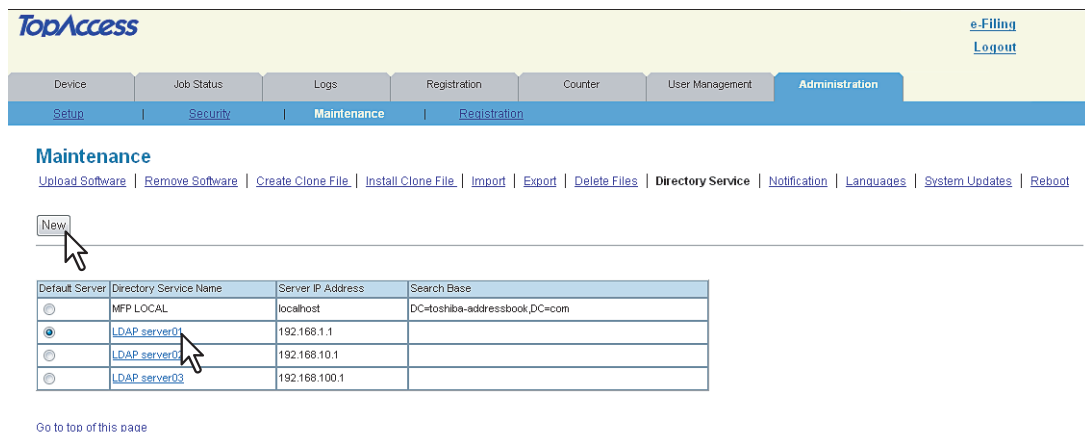 TopAccess
e-Filing
Logout
Device Job Status Logs Registration Counter User Management Administration
Setup | Security | Maintenance | Registration
Maintenance
Upload Software | Remove Software | Create Clone File | Install Clone File | Import | Export | Delete Files | Directory Service | Notification | Languages | System Updates | Reboot
New
Default Server Directory Service Name Server IP Address Search Base
MFP LOCAL localhost DC=toshiba-addressbook,DC=com
LDAP server01 192.168.1.1
LDAP server02 192.168.10.1
LDAP server03 192.168.100.1
Go to top of this page